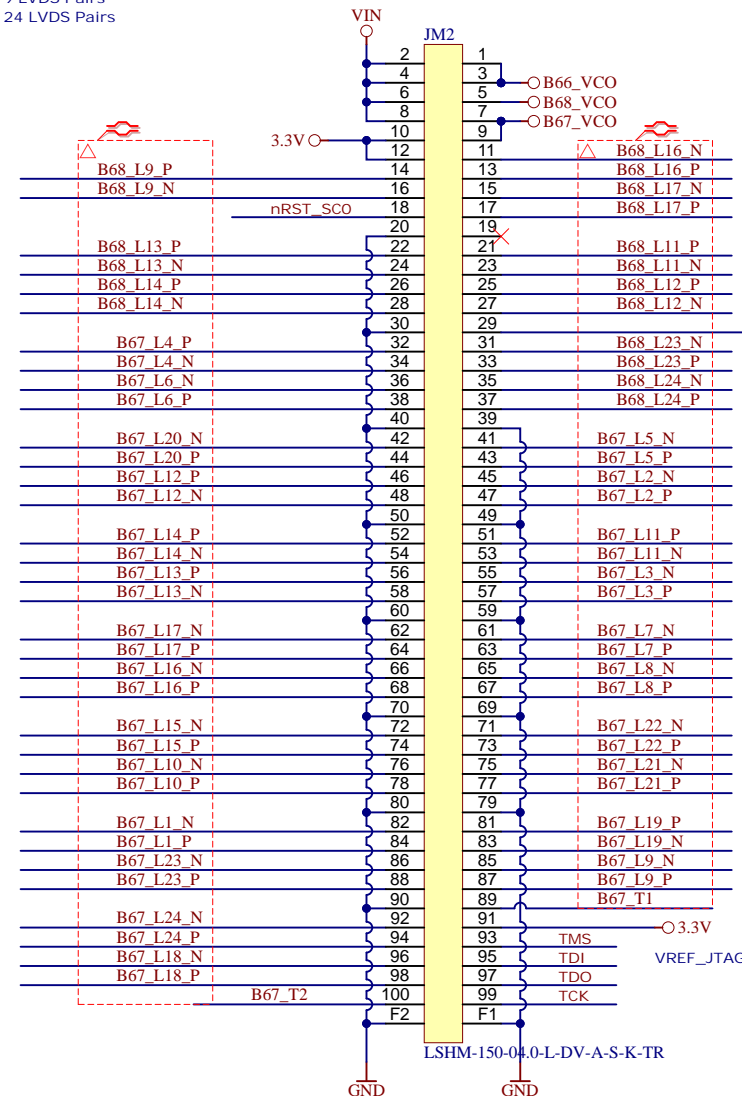 24 LVDS Pairs
VIN
JM2
2 1
4 3 B66_VCO
6 5 B68_VCO
8 7 B67_VCO
3.3V 10 9
12 11 B68_L16_N
B68_L9_P 14 13 B68_L16_P
B68_L9_N 16 15 B68_L17_N
nRST_SC0 18 17 B68_L17_P
20 19
B68_L13_P 22 21 B68_L11_P
B68_L13_N 24 23 B68_L11_N
B68_L14_P 26 25 B68_L12_P
B68_L14_N 28 27 B68_L12_N
30 29
B67_L4_P 32 31 B68_L23_N
B67_L4_N 34 33 B68_L23_P
B67_L6_N 36 35 B68_L24_N
B67_L6_P 38 37 B68_L24_P
40 39
B67_L20_N 42 41 B67_L5_N
B67_L20_P 44 43 B67_L5_P
B67_L12_P 46 45 B67_L2_N
B67_L12_N 48 47 B67_L2_P
50 49
B67_L14_P 52 51 B67_L11_P
B67_L14_N 54 53 B67_L11_N
B67_L13_P 56 55 B67_L3_N
B67_L13_N 58 57 B67_L3_P
60 59
B67_L17_N 62 61 B67_L7_N
B67_L17_P 64 63 B67_L7_P
B67_L16_N 66 65 B67_L8_N
B67_L16_P 68 67 B67_L8_P
70 69
B67_L15_N 72 71 B67_L22_N
B67_L15_P 74 73 B67_L22_P
B67_L10_N 76 75 B67_L21_N
B67_L10_P 78 77 B67_L21_P
80 79
B67_L1_N 82 81 B67_L19_P
B67_L1_P 84 83 B67_L19_N
B67_L23_N 86 85 B67_L9_N
B67_L23_P 88 87 B67_L9_P
90 89 B67_T1
B67_L24_N 92 91 3.3V
B67_L24_P 94 93 TMS
B67_L18_N 96 95 TDI VREF_JTAG
B67_L18_P 98 97 TDO
B67_T2 100 99 TCK
F2 F1
LSHM-150-04.0-L-DV-A-S-K-TR
GND GND